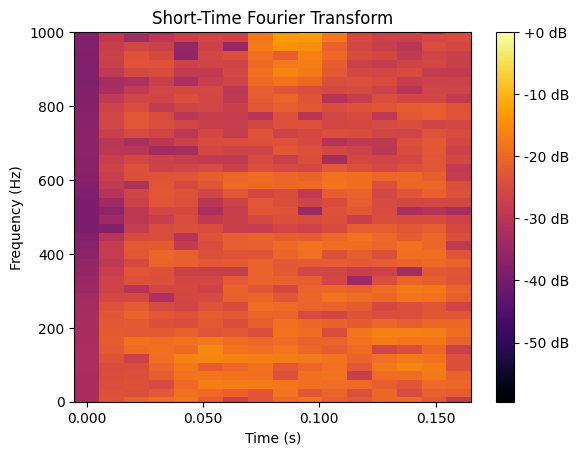 Short-Time Fourier Transform
1000
800
600
400
200
0
Frequency (Hz)
0.000
0.050
0.100
0.150
Time (s)
+0 dB
-10 dB
-20 dB
-30 dB
-40 dB
-50 dB